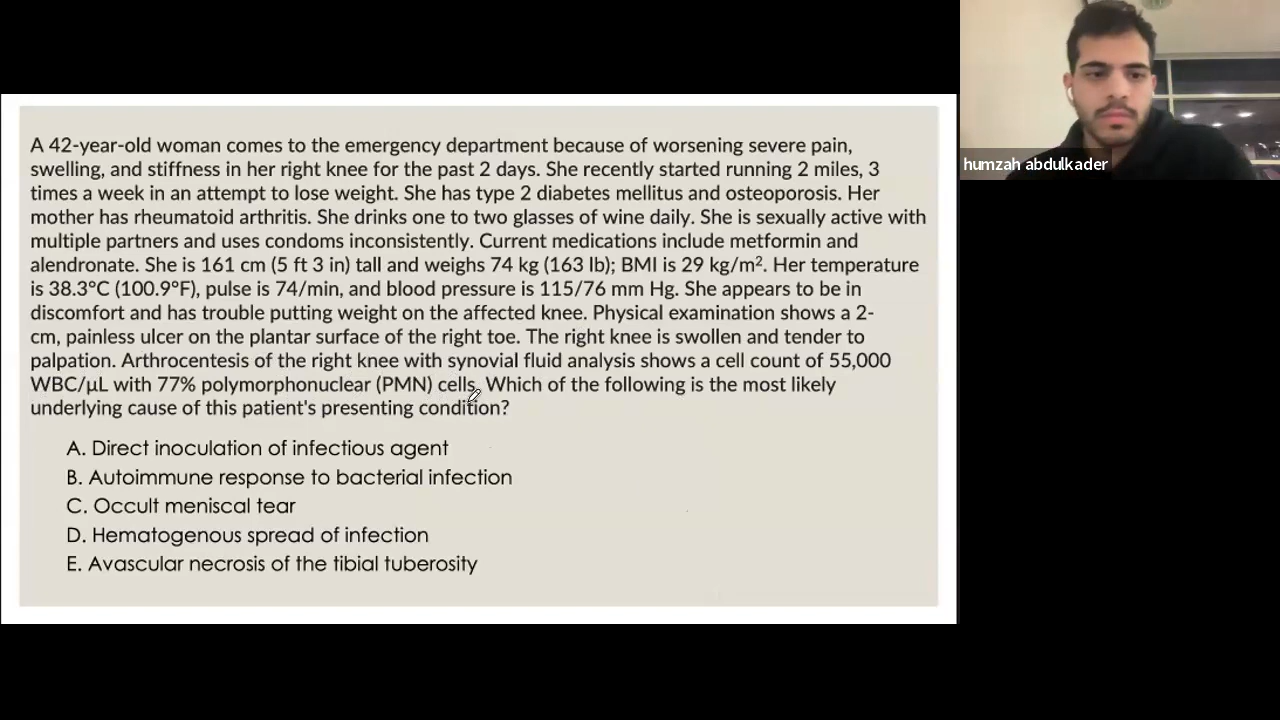 A 42-year-old woman comes to the emergency department because of worsening severe pain,
swelling, and stiffness in her right knee for the past 2 days. She recently started running 2 miles, 3
times a week in an attempt to lose weight. She has type 2 diabetes mellitus and osteoporosis. Her
mother has rheumatoid arthritis. She drinks one to two glasses of wine daily. She is sexually active with
multiple partners and uses condoms inconsistently. Current medications include metformin and
alendronate. She is 161 cm (5 ft 3 in) tall and weighs 74 kg (163 lb); BMI is 29 kg/m². Her temperature
is 38.3°C (100.9°F), pulse is 74/min, and blood pressure is 115/76 mm Hg. She appears to be in
discomfort and has trouble putting weight on the affected knee. Physical examination shows a 2-
cm, painless ulcer on the plantar surface of the right toe. The right knee is swollen and tender to
palpation. Arthrocentesis of the right knee with synovial fluid analysis shows a cell count of 55,000
WBC/μL with 77% polymorphonuclear (PMN) cells. Which of the following is the most likely
underlying cause of this patient's presenting condition?
A. Direct inoculation of infectious agent
B. Autoimmune response to bacterial infection
C. Occult meniscal tear
D. Hematogenous spread of infection
E. Avascular necrosis of the tibial tuberosity
humzah abdulkader